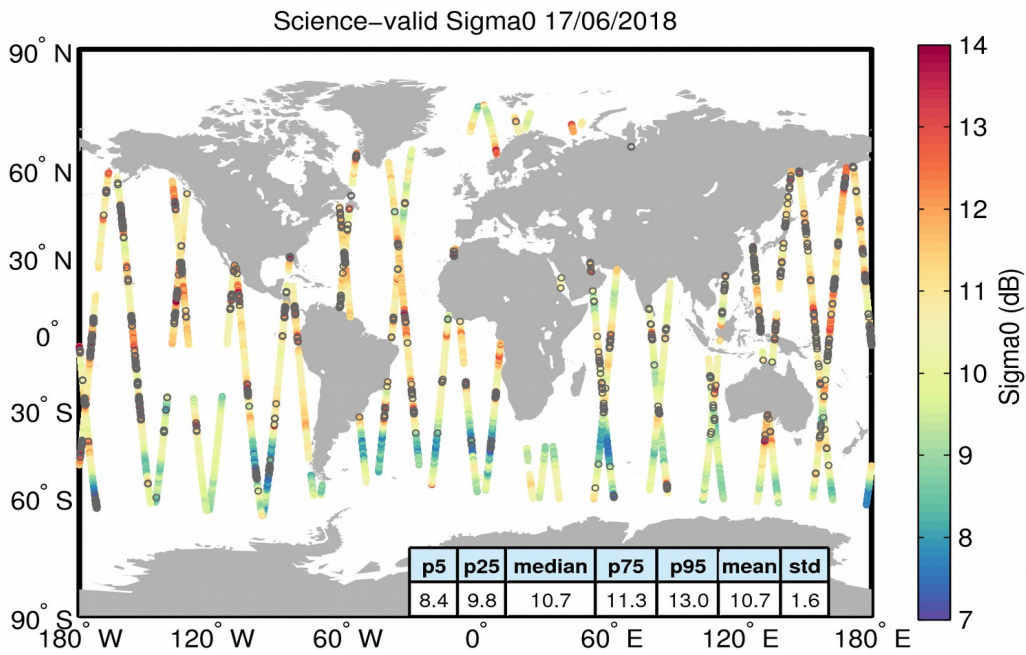 Science−valid Sigma0 17/06/2018
90° N
60° N
30° N
0°
30° S
60° S
90° S
180° W
120° W
60° W
0°
60° E
120° E
180° E
14
13
12
11
10
9
8
7
Sigma0 (dB)
p5 p25 median p75 p95 mean std
8.4 9.8 10.7 11.3 13.0 10.7 1.6